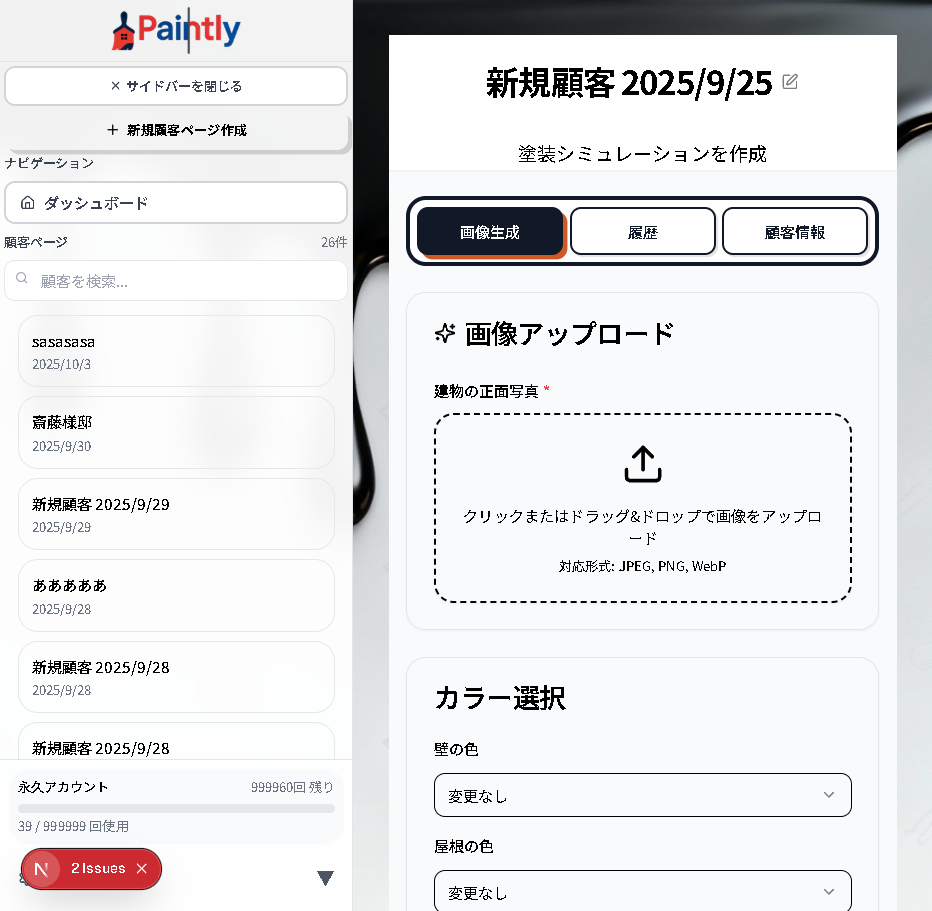 Paintly
× サイドバーを閉じる
+ 新規顧客ページ作成
ナビゲーション
ダッシュボード
顧客ページ 26件
顧客を検索...
sasasasa
2025/10/3
斎藤様邸
2025/9/30
新規顧客 2025/9/29
2025/9/29
あああああ
2025/9/28
新規顧客 2025/9/28
2025/9/28
新規顧客 2025/9/28
永久アカウント 999960回 残り
39 / 999999 回使用
N 2 Issues ×
新規顧客 2025/9/25
塗装シミュレーションを作成
画像生成 履歴 顧客情報
画像アップロード
建物の正面写真 *
クリックまたはドラッグ&ドロップで画像をアップロ
ード
対応形式: JPEG, PNG, WebP
カラー選択
壁の色
変更なし
屋根の色
変更なし